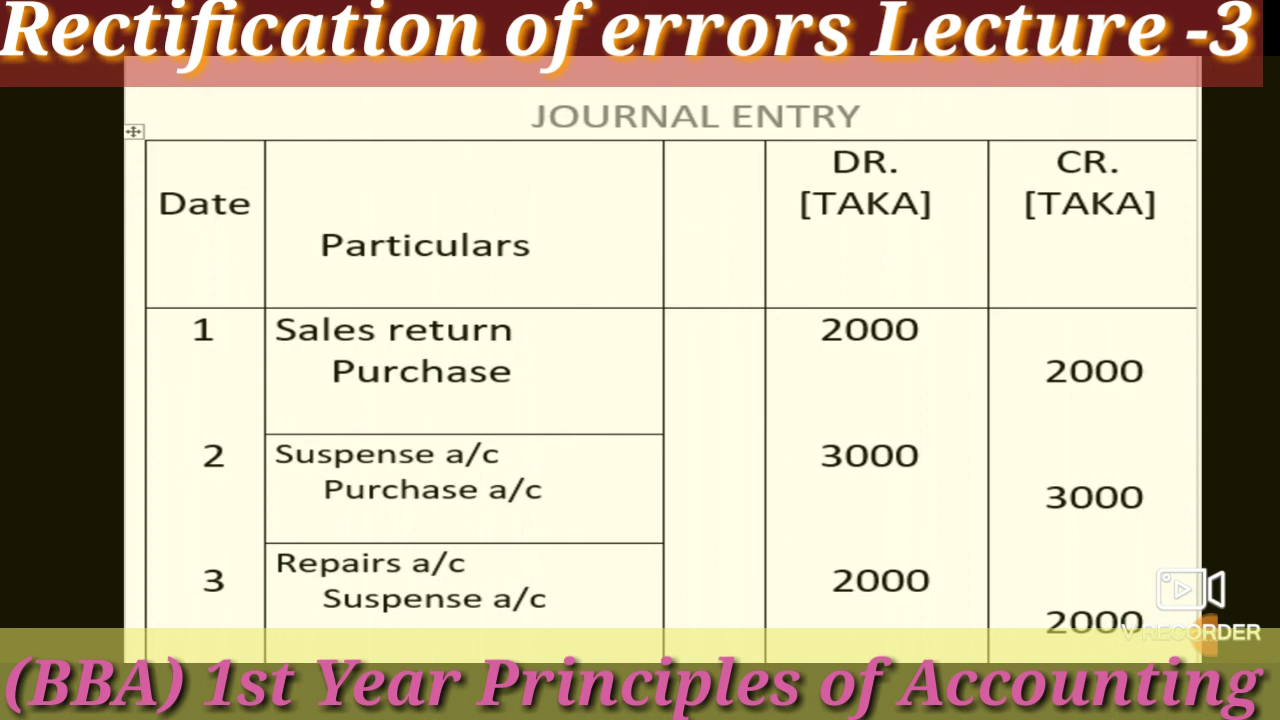 Rectification of errors Lecture -3
JOURNAL ENTRY
Date
Particulars
DR.
[TAKA]
CR.
[TAKA]
1
Sales return
2000
Purchase
2000
2
Suspense a/c
3000
Purchase a/c
3000
3
Repairs a/c
2000
Suspense a/c
2000
V RECORDER
(BBA) 1st Year Principles of Accounting